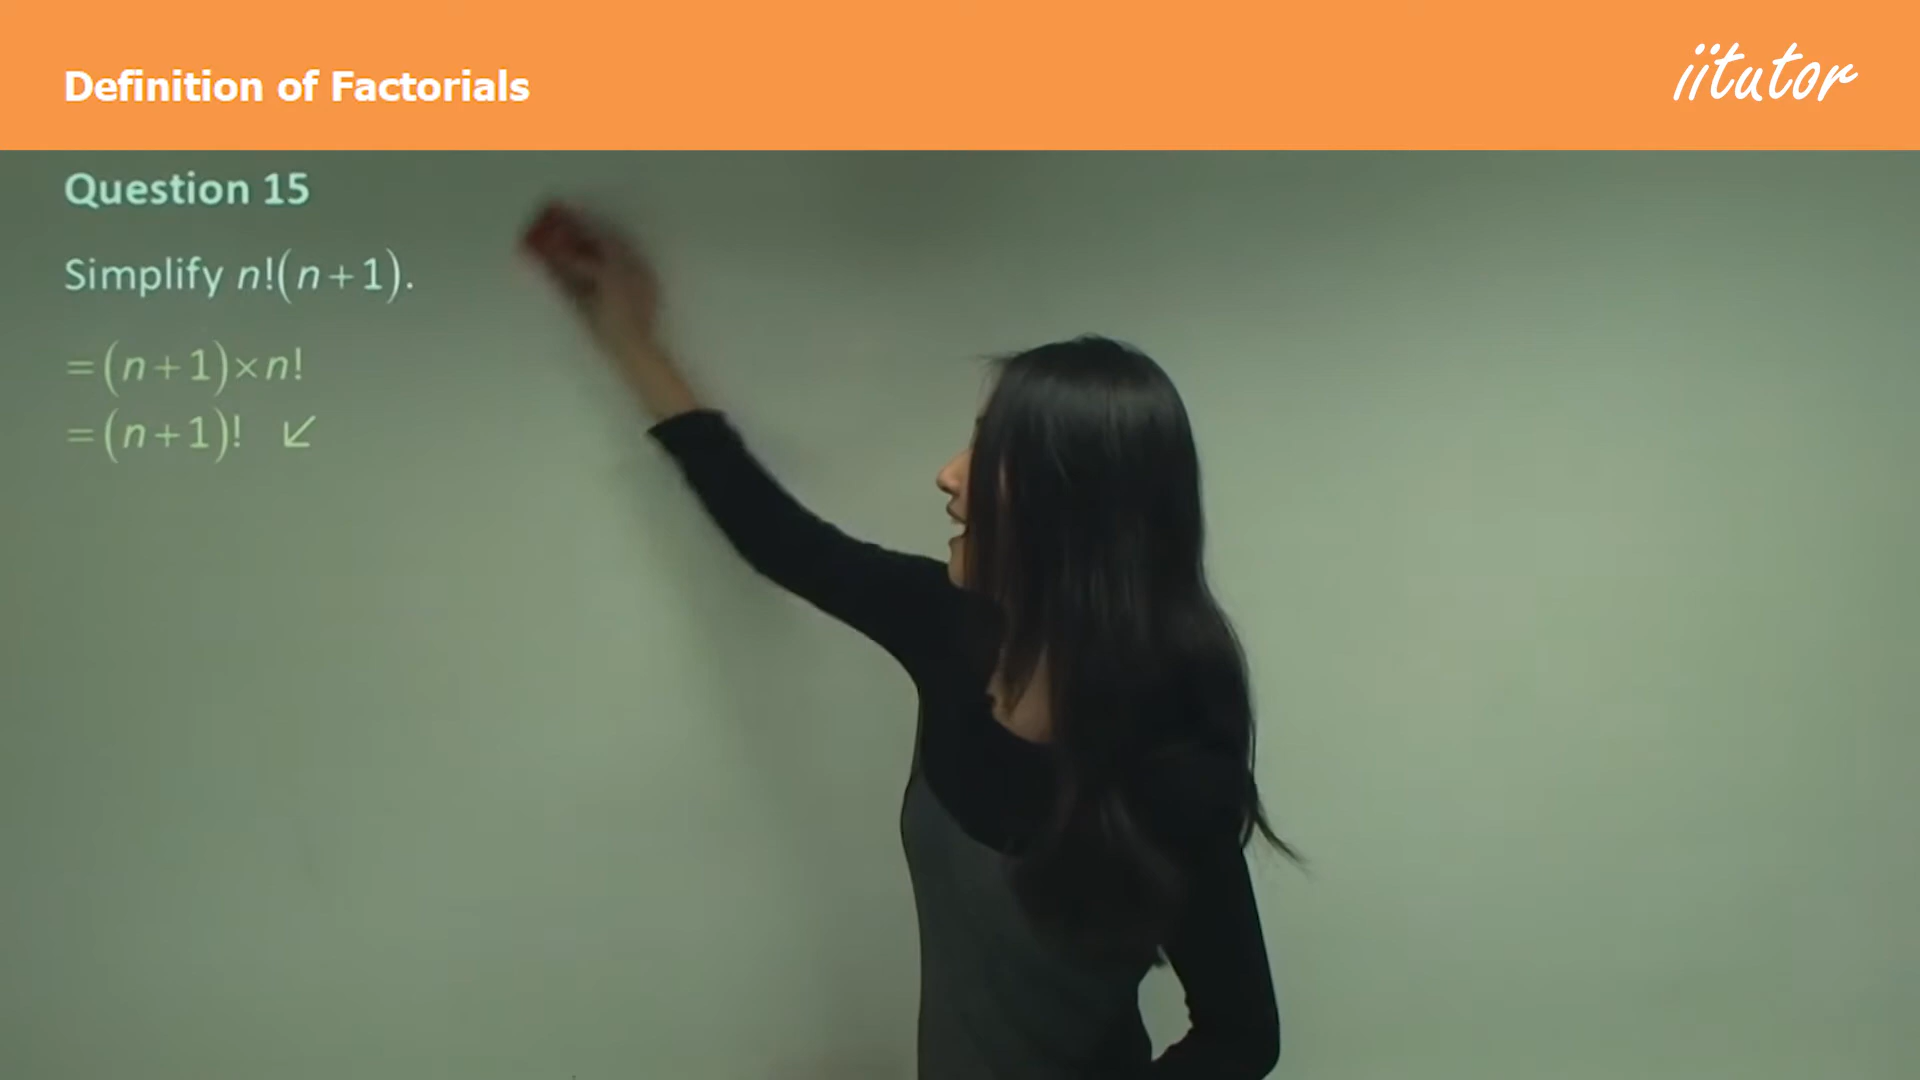 Definition of Factorials
iitutor
Question 15
Simplify n!(n+1).
=(n+1)×n!
=(n+1)! ↙